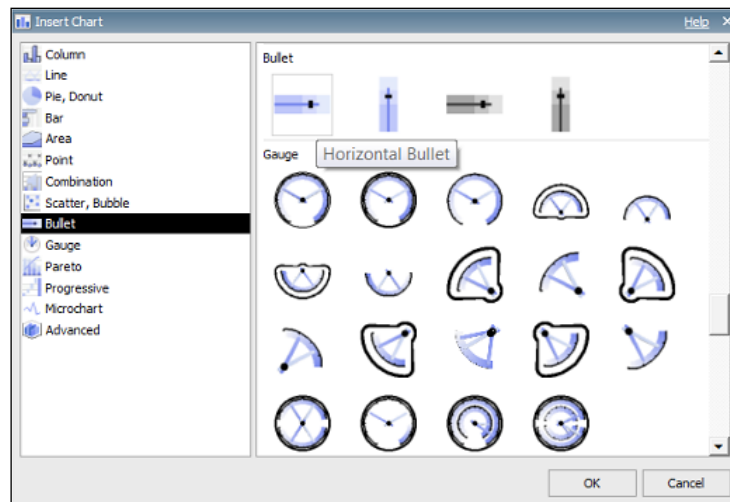 Insert Chart
Help
Column
Line
Pie, Donut
Bar
Area
Point
Combination
Scatter, Bubble
Bullet
Gauge
Pareto
Progressive
Microchart
Advanced
Bullet
Gauge
Horizontal Bullet
OK
Cancel